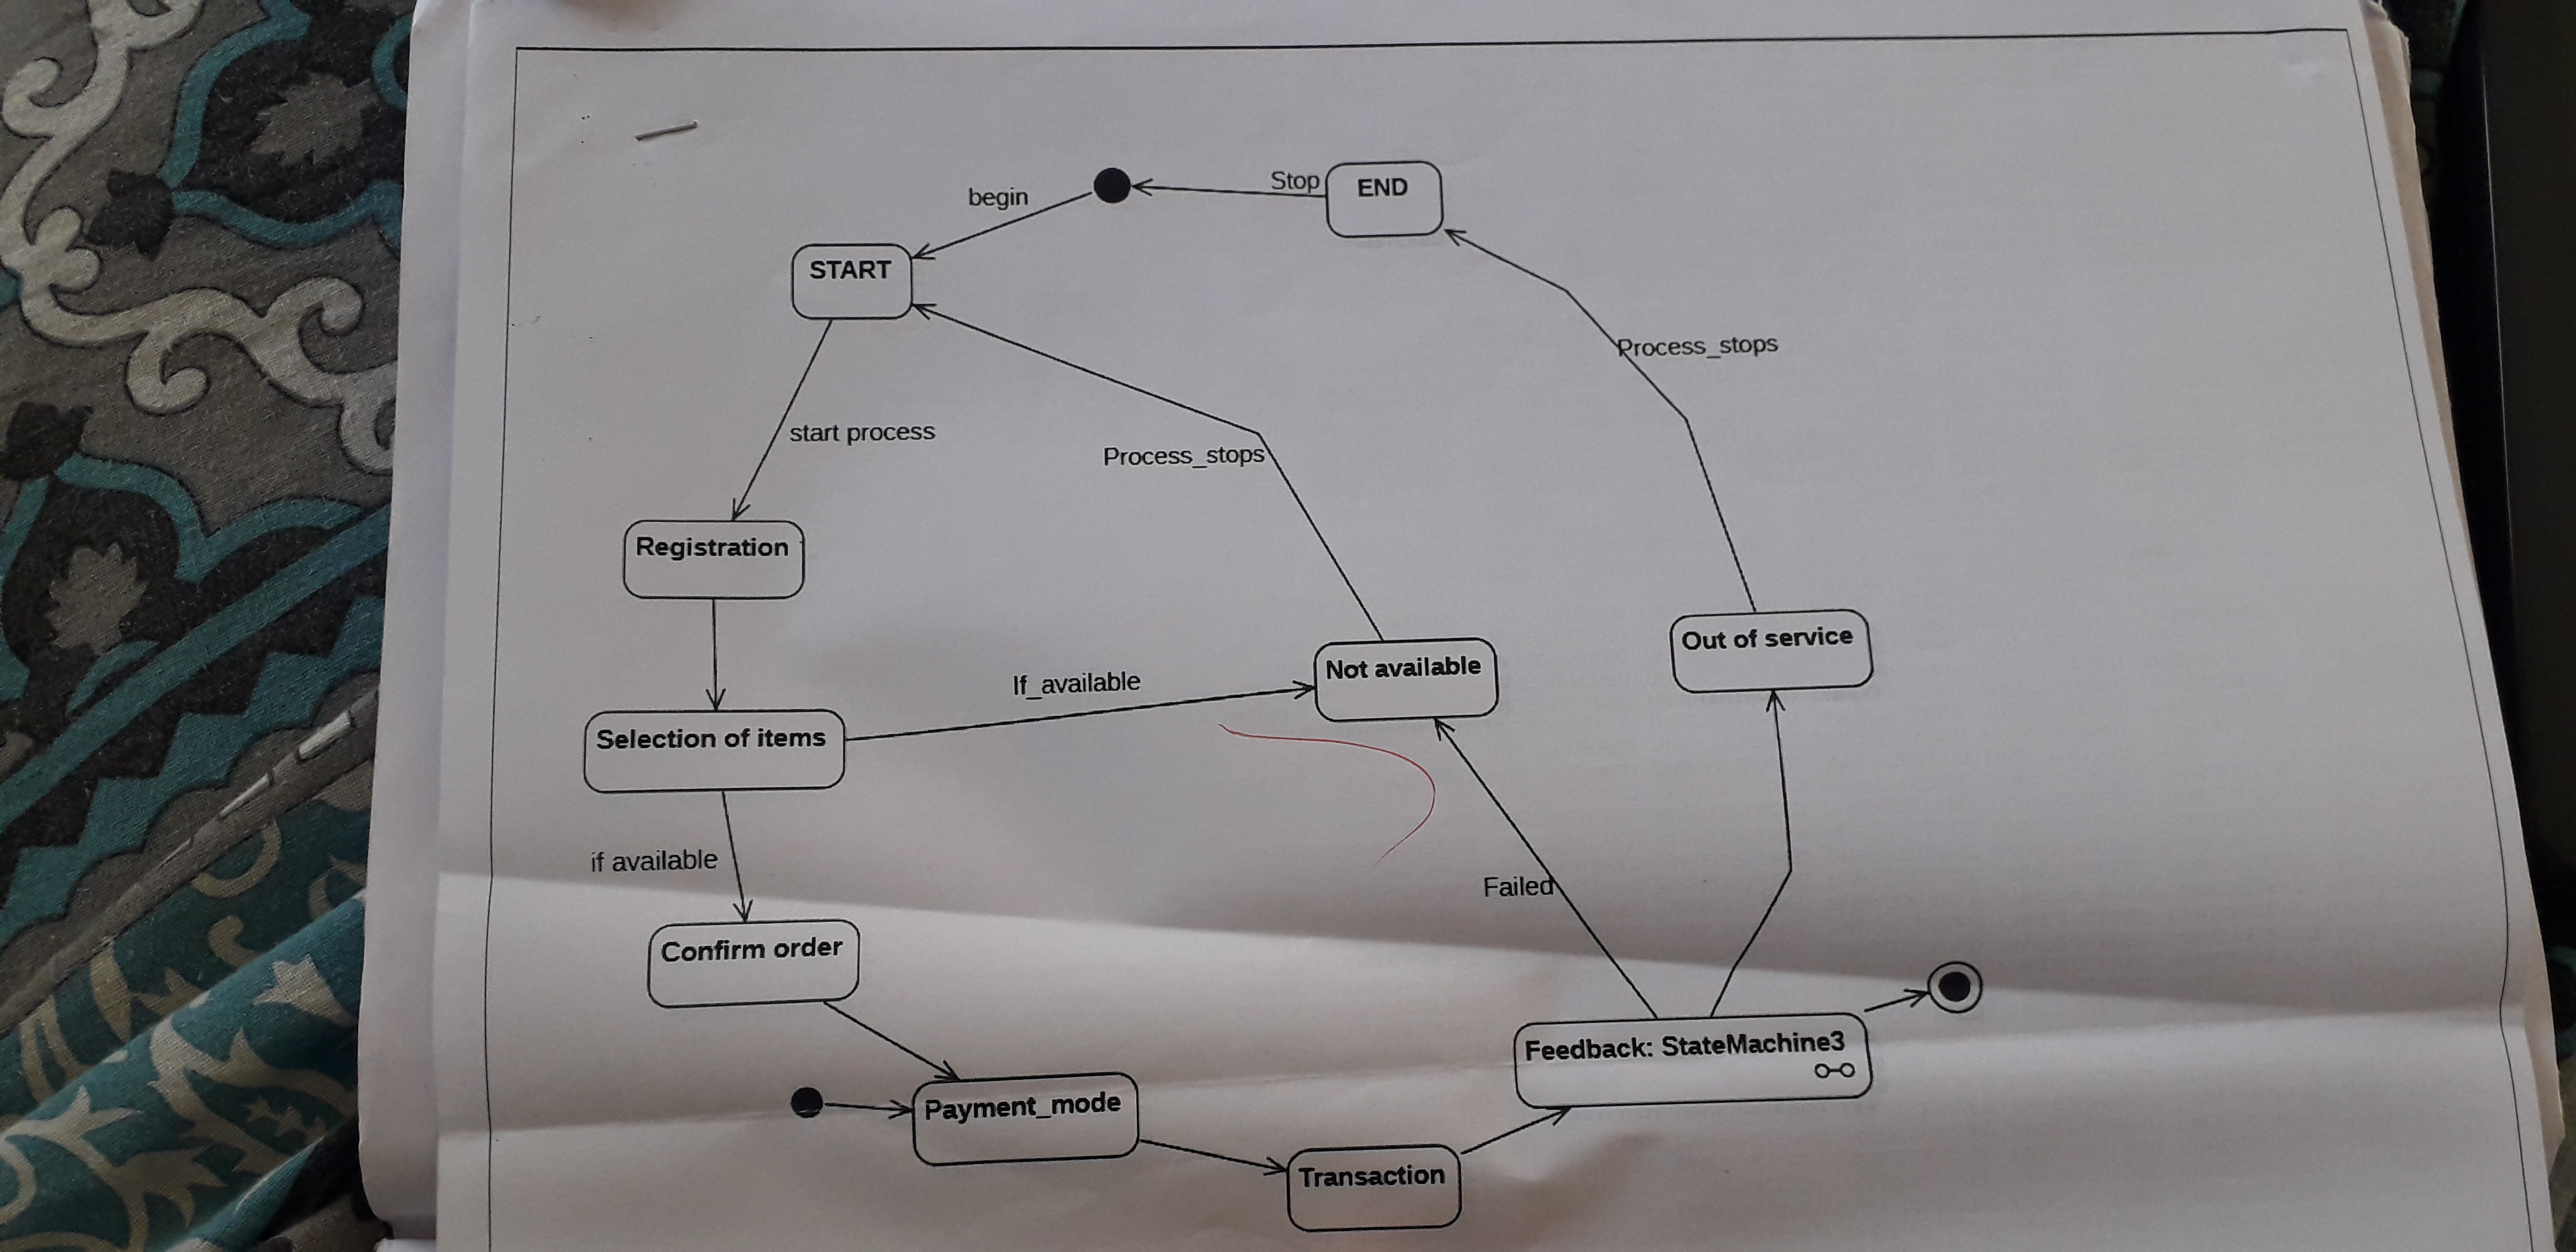 begin
Stop
END
START
Process_stops
start process
Process_stops
Registration
Out of service
Not available
If_available
Selection of items
if available
Failed
Confirm order
Feedback: StateMachine3
Payment_mode
Transaction